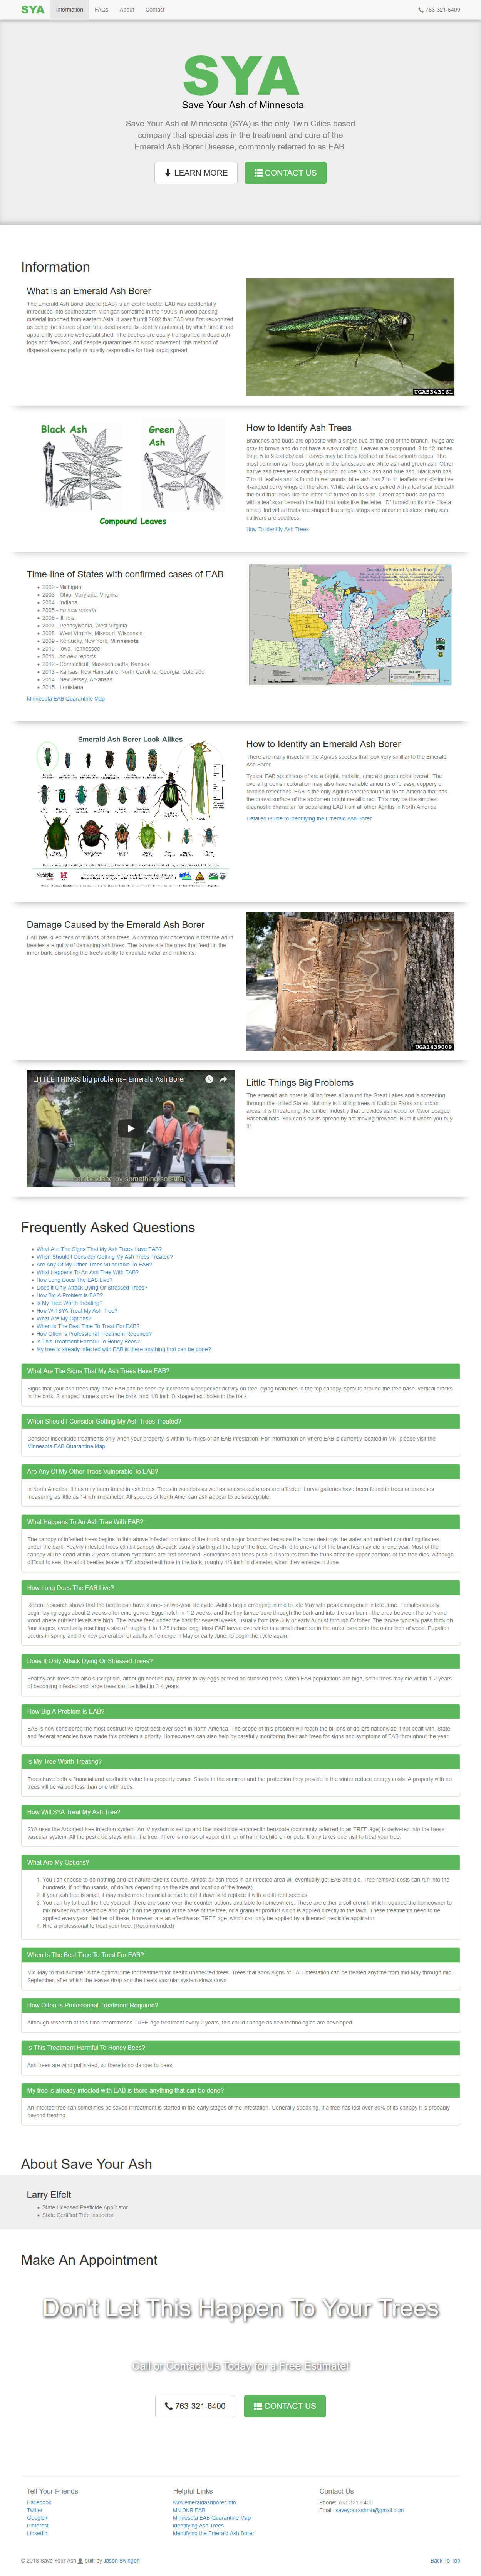 SYA
Information
FAQs
About
Contact
763-321-6400
SYA
Save Your Ash of Minnesota
Save Your Ash of Minnesota (SYA) is the only Twin Cities based
company that specializes in the treatment and cure of the
Emerald Ash Borer Disease, commonly referred to as EAB.
LEARN MORE
CONTACT US
Information
What is an Emerald Ash Borer
The Emerald Ash Borer Beetle (EAB) is an exotic beetle. EAB was accidentally
introduced into southeastern Michigan sometime in the 1990's in wood packing
material imported from eastern Asia. It wasn't until 2002 that EAB was first recognized
as being the source of ash tree deaths and its identity confirmed, by which time it had
apparently become well established. The beetles are easily transported in dead ash
logs and firewood, and despite quarantines on wood movement, this method of
dispersal seems partly or mostly responsible for their rapid spread.
UGA5343061
Black Ash
Green
Ash
Compound Leaves
How to Identify Ash Trees
Branches and buds are opposite with a single bud at the end of the branch. Twigs are
gray to brown and do not have a waxy coating. Leaves are compound, 8 to 12 inches
long, 5 to 9 leaflets/leaf. Leaves may be finely toothed or have smooth edges. The
most common ash trees planted in the landscape are white ash and green ash. Other
native ash trees less commonly found include black ash and blue ash. Black ash has
7 to 11 leaflets and is found in wet woods; blue ash has 7 to 11 leaflets and distinctive
4-angled corky wings on the stem. White ash buds are paired with a leaf scar beneath
the bud that looks like the letter "C" turned on its side. Green ash buds are paired
with a leaf scar beneath the bud that looks like the letter "D" turned on its side (like a
smile). Individual fruits are shaped like single wings and occur in clusters; many ash
cultivars are seedless.
How To Identify Ash Trees
Time-line of States with confirmed cases of EAB
2002 - Michigan
2003 - Ohio, Maryland, Virginia
2004 - Indiana
2005 - no new reports
2006 - Illinois,
2007 - Pennsylvania, West Virginia
2008 - West Virginia, Missouri, Wisconsin
2009 - Kentucky, New York, Minnesota
2010 - Iowa, Tennessee
2011 - no new reports
2012 - Connecticut, Massachusetts, Kansas
2013 - Kansas, New Hampshire, North Carolina, Georgia, Colorado
2014 - New Jersey, Arkansas
2015 - Louisiana
Minnesota EAB Quarantine Map
Emerald Ash Borer Look-Alikes
How to Identify an Emerald Ash Borer
There are many insects in the Agrilus species that look very similar to the Emerald
Ash Borer.
Typical EAB specimens of are a bright, metallic, emerald green color overall. The
overall greenish coloration may also have variable amounts of brassy, coppery or
reddish reflections. EAB is the only Agrilus species found in North America that has
the dorsal surface of the abdomen bright metallic red. This may be the simplest
diagnostic character for separating EAB from all other Agrilus in North America.
Detailed Guide to Identifying the Emerald Ash Borer
Damage Caused by the Emerald Ash Borer
EAB has killed tens of millions of ash trees. A common misconception is that the adult
beetles are guilty of damaging ash trees. The larvae are the ones that feed on the
inner bark, disrupting the tree's ability to circulate water and nutrients.
UGA1439009
LITTLE THINGS big problems– Emerald Ash Borer
Little Things Big Problems
The emerald ash borer is killing trees all around the Great Lakes and is spreading
through the United States. Not only is it killing trees in National Parks and urban
areas, it is threatening the lumber industry that provides ash wood for Major League
Baseball bats. You can slow its spread by not moving firewood. Burn it where you buy
it!
Frequently Asked Questions
What Are The Signs That My Ash Trees Have EAB?
When Should I Consider Getting My Ash Trees Treated?
Are Any Of My Other Trees Vulnerable To EAB?
What Happens To An Ash Tree With EAB?
How Long Does The EAB Live?
Does It Only Attack Dying Or Stressed Trees?
How Big A Problem Is EAB?
Is My Tree Worth Treating?
How Will SYA Treat My Ash Tree?
What Are My Options?
When Is The Best Time To Treat For EAB?
How Often Is Professional Treatment Required?
Is This Treatment Harmful To Honey Bees?
My tree is already infected with EAB is there anything that can be done?
What Are The Signs That My Ash Trees Have EAB?
Signs that your ash trees may have EAB can be seen by increased woodpecker activity on tree, dying branches in the top canopy, sprouts around the tree base; vertical cracks
in the bark, S-shaped tunnels under the bark, and 1/8-inch D-shaped exit holes in the bark.
When Should I Consider Getting My Ash Trees Treated?
Consider insecticide treatments only when your property is within 15 miles of an EAB infestation. For information on where EAB is currently located in MN, please visit the
Minnesota EAB Quarantine Map.
Are Any Of My Other Trees Vulnerable To EAB?
In North America, it has only been found in ash trees. Trees in woodlots as well as landscaped areas are affected. Larval galleries have been found in trees or branches
measuring as little as 1-inch in diameter. All species of North American ash appear to be susceptible.
What Happens To An Ash Tree With EAB?
The canopy of infested trees begins to thin above infested portions of the trunk and major branches because the borer destroys the water and nutrient conducting tissues
under the bark. Heavily infested trees exhibit canopy die-back usually starting at the top of the tree. One-third to one-half of the branches may die in one year. Most of the
canopy will be dead within 2 years of when symptoms are first observed. Sometimes ash trees push out sprouts from the trunk after the upper portions of the tree dies. Although
difficult to see, the adult beetles leave a "D" shaped exit hole in the bark, roughly 1/8 inch in diameter, when they emerge in June.
How Long Does The EAB Live?
Recent research shows that the beetle can have a one- or two-year life cycle. Adults begin emerging in mid to late May with peak emergence in late June. Females usually
begin laying eggs about 2 weeks after emergence. Eggs hatch in 1-2 weeks, and the tiny larvae bore through the bark and into the cambium - the area between the bark and
wood where nutrient levels are high. The larvae feed under the bark for several weeks, usually from late July or early August through October. The larvae typically pass through
four stages, eventually reaching a size of roughly 1 to 1.25 inches long. Most EAB larvae overwinter in a small chamber in the outer bark or in the outer inch of wood. Pupation
occurs in spring and the new generation of adults will emerge in May or early June, to begin the cycle again.
Does It Only Attack Dying Or Stressed Trees?
Healthy ash trees are also susceptible, although beetles may prefer to lay eggs or feed on stressed trees. When EAB populations are high, small trees may die within 1-2 years
of becoming infested and large trees can be killed in 3-4 years.
How Big A Problem Is EAB?
EAB is now considered the most destructive forest pest ever seen in North America. The scope of this problem will reach the billions of dollars nationwide if not dealt with. State
and federal agencies have made this problem a priority. Homeowners can also help by carefully monitoring their ash trees for signs and symptoms of EAB throughout the year.
Is My Tree Worth Treating?
Trees have both a financial and aesthetic value to a property owner. Shade in the summer and the protection they provide in the winter reduce energy costs. A property with no
trees will be valued less than one with trees.
How Will SYA Treat My Ash Tree?
SYA uses the Arborject tree injection system. An IV system is set up and the insecticide emamectin benzoate (commonly referred to as TREE-äge) is delivered into the tree's
vascular system. All the pesticide stays within the tree. There is no risk of vapor drift, or of harm to children or pets. It only takes one visit to treat your tree.
What Are My Options?
1. You can choose to do nothing and let nature take its course. Almost all ash trees in an infected area will eventually get EAB and die. Tree removal costs can run into the
hundreds, if not thousands, of dollars depending on the size and location of the tree(s).
2. If your ash tree is small, it may make more financial sense to cut it down and replace it with a different species.
3. You can try to treat the tree yourself; there are some over-the-counter options available to homeowners. These are either a soil drench which required the homeowner to
mix his/her own insecticide and pour it on the ground at the base of the tree, or a granular product which is applied directly to the lawn. These treatments need to be
applied every year. Neither of these, however, are as effective as TREE-äge, which can only be applied by a licensed pesticide applicator.
4. Hire a professional to treat your tree. (Recommended)
When Is The Best Time To Treat For EAB?
Mid-May to mid-summer is the optimal time for treatment for health unaffected trees. Trees that show signs of EAB infestation can be treated anytime from mid-May through mid-
September, after which the leaves drop and the tree's vascular system slows down.
How Often Is Professional Treatment Required?
Although research at this time recommends TREE-äge treatment every 2 years, this could change as new technologies are developed.
Is This Treatment Harmful To Honey Bees?
Ash trees are wind pollinated, so there is no danger to bees.
My tree is already infected with EAB is there anything that can be done?
An infected tree can sometimes be saved if treatment is started in the early stages of the infestation. Generally speaking, if a tree has lost over 30% of its canopy it is probably
beyond treating.
About Save Your Ash
Larry Elfelt
State Licensed Pesticide Applicator
State Certified Tree Inspector
Make An Appointment
Don't Let This Happen To Your Trees
Call or Contact Us Today for a Free Estimate!
763-321-6400
CONTACT US
Tell Your Friends
Facebook
Twitter
Google+
Pinterest
LinkedIn
Helpful Links
www.emeraldashborer.info
MN DNR EAB
Minnesota EAB Quarantine Map
Identifying Ash Trees
Identifying the Emerald Ash Borer
Contact Us
Phone: 763-321-6400
Email: saveyourashmn@gmail.com
© 2016 Save Your Ash
built by Jason Swingen
Back To Top